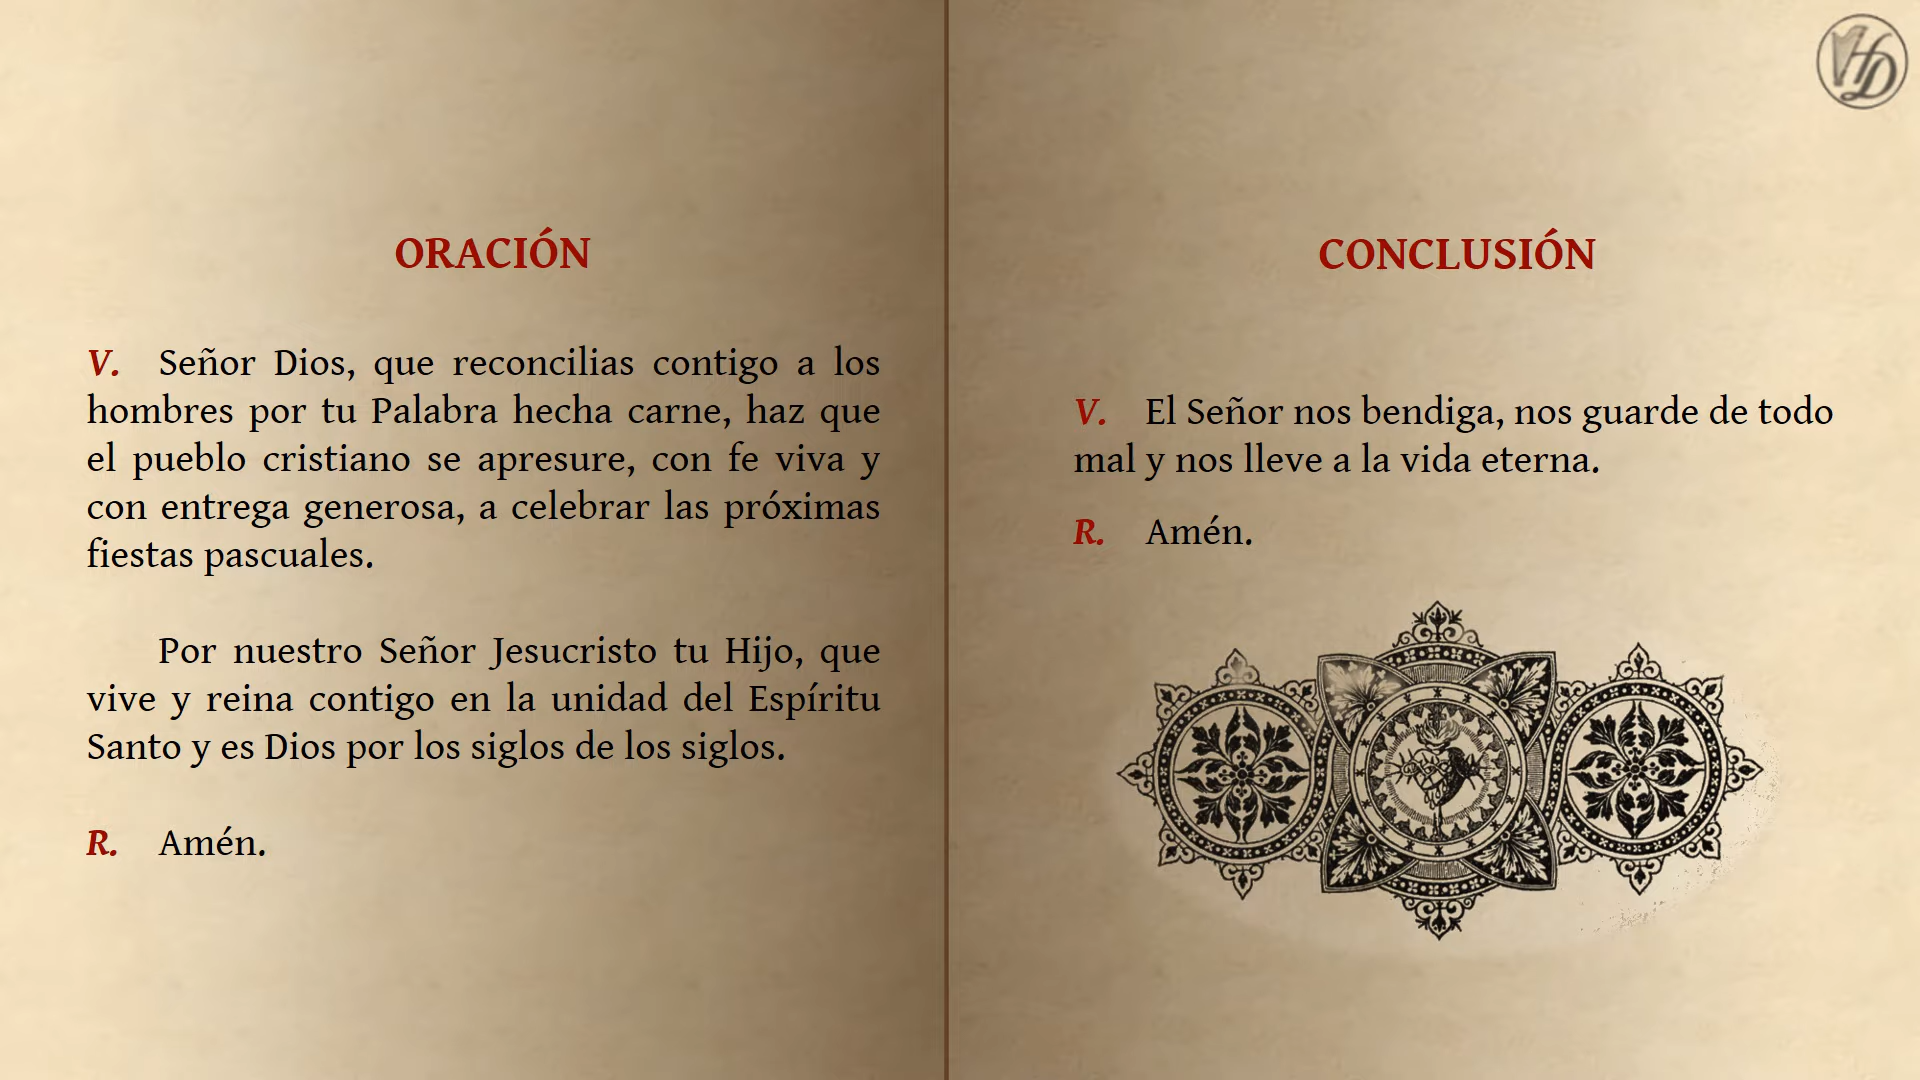 ORACIÓN
V. Señor Dios, que reconcilias contigo a los
hombres por tu Palabra hecha carne, haz que
el pueblo cristiano se apresure, con fe viva y
con entrega generosa, a celebrar las próximas
fiestas pascuales.
Por nuestro Señor Jesucristo tu Hijo, que
vive y reina contigo en la unidad del Espíritu
Santo y es Dios por los siglos de los siglos.
R. Amén.
HD
CONCLUSIÓN
V. El Señor nos bendiga, nos guarde de todo
mal y nos lleve a la vida eterna.
R. Amén.